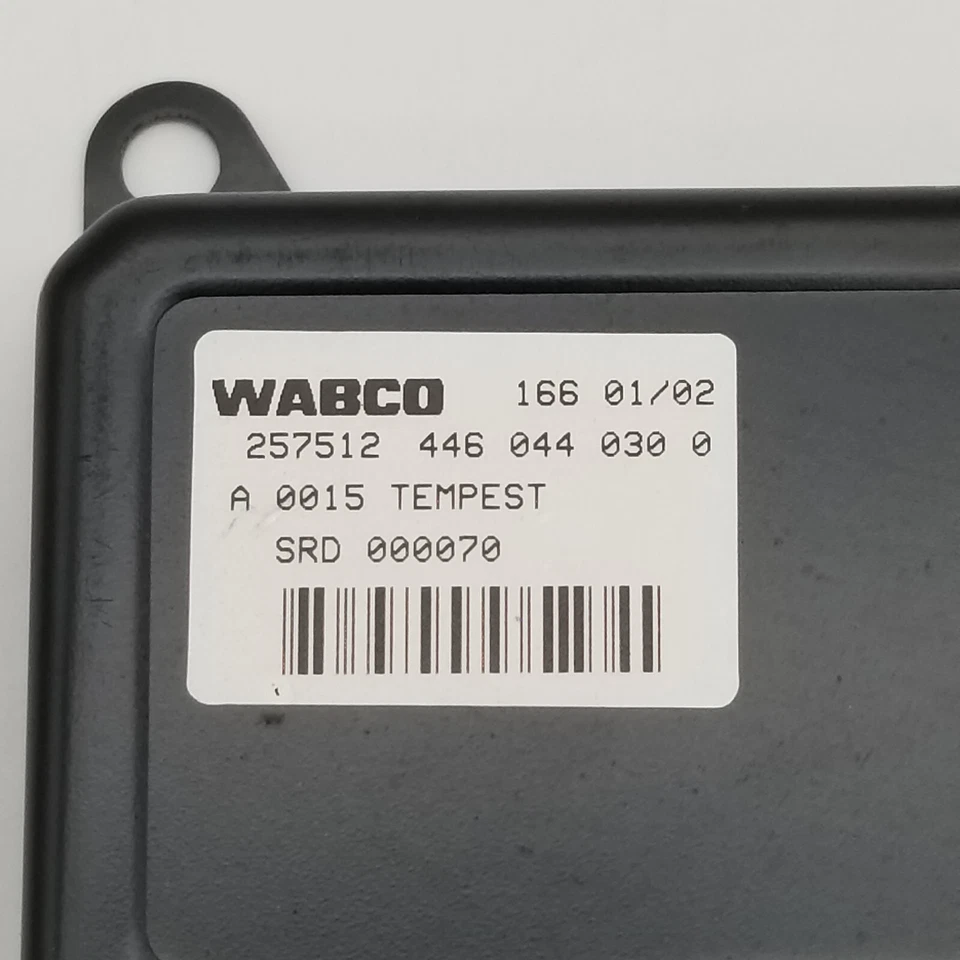 WABCO 166 01/02
257512 446 044 030 0
A 0015 TEMPEST
SRD 000070